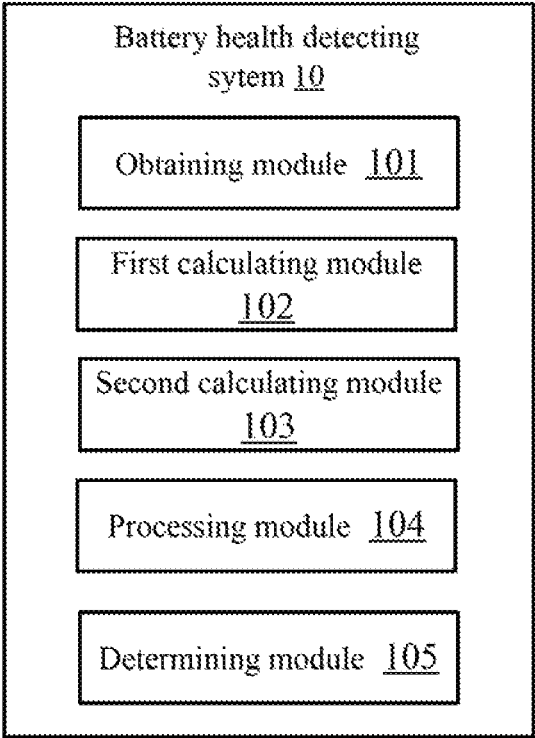 Battery health detecting
sytem 10
Obtaining module 101
First calculating module
102
Second calculating module
103
Processing module 104
Determining module 105